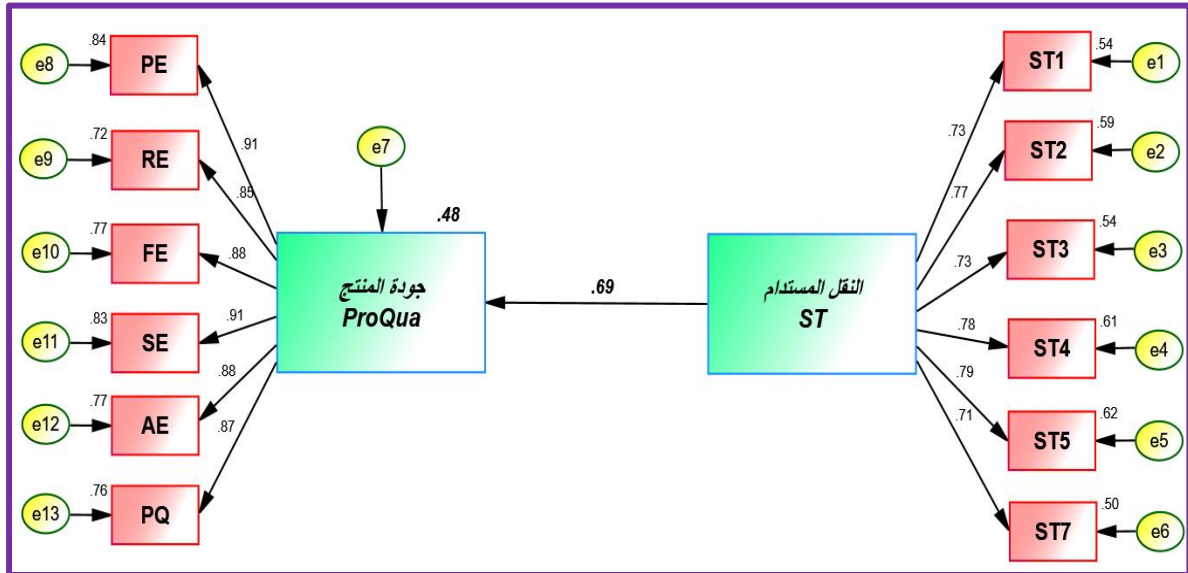 .84
e8
PE
.91
.72
e9
RE
.85
.77
e10
FE
.88
.83
e11
SE
.91
.77
e12
AE
.88
.76
e13
PQ
.87
e7
.48
جودة المنتج
ProQua
.69
النقل المستدام
ST
.73
ST1
.54
e1
.77
ST2
.59
e2
.73
ST3
.54
e3
.78
ST4
.61
e4
.79
ST5
.62
e5
.71
ST7
.50
e6